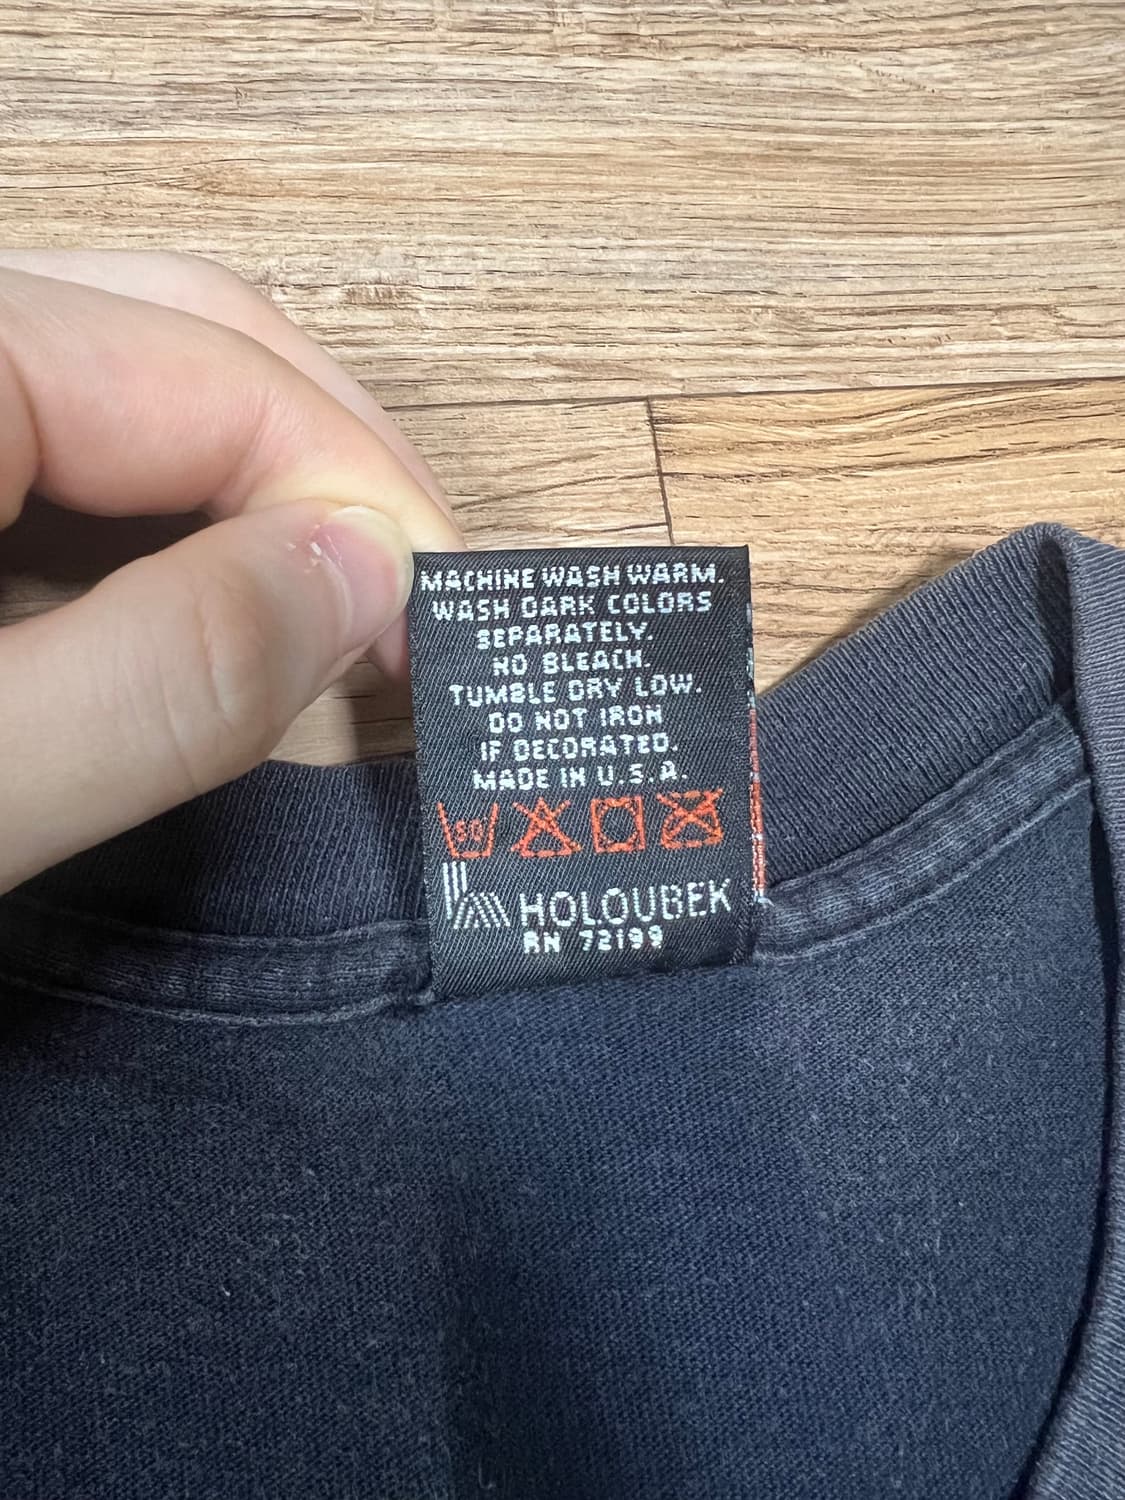 MACHINE WASH WARM.
WASH DARK COLORS
SEPARATELY.
NO BLEACH.
TUMBLE DRY LOW.
DO NOT IRON
IF DECORATED.
MADE IN U.S.A.
HOLOUBEK
RN 72199